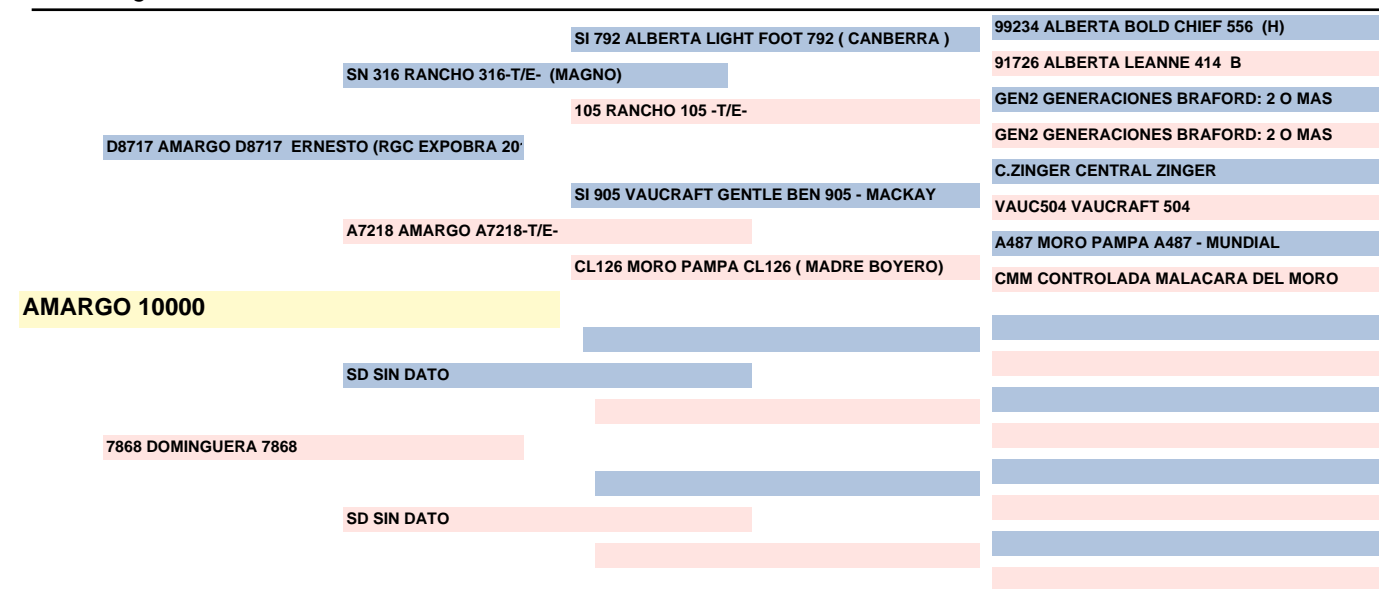 99234 ALBERTA BOLD CHIEF 556 (H)
SI 792 ALBERTA LIGHT FOOT 792 ( CANBERRA )
91726 ALBERTA LEANNE 414 B
SN 316 RANCHO 316-T/E- (MAGNO)
GEN2 GENERACIONES BRAFORD: 2 O MAS
105 RANCHO 105 -T/E-
GEN2 GENERACIONES BRAFORD: 2 O MAS
D8717 AMARGO D8717 ERNESTO (RGC EXPOBRA 20
C.ZINGER CENTRAL ZINGER
SI 905 VAUCRAFT GENTLE BEN 905 - MACKAY
VAUC504 VAUCRAFT 504
A7218 AMARGO A7218-T/E-
A487 MORO PAMPA A487 - MUNDIAL
CL126 MORO PAMPA CL126 ( MADRE BOYERO)
CMM CONTROLADA MALACARA DEL MORO
AMARGO 10000
SD SIN DATO
7868 DOMINGUERA 7868
SD SIN DATO